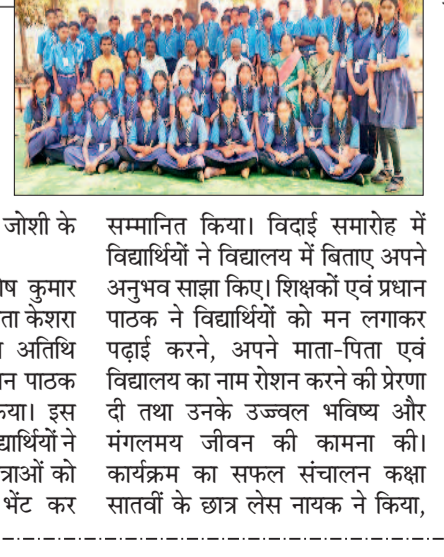 जोशी के
कुमार
केशरा
अतिथि
पाठक
इस
ने
को
भेंट कर
सम्मानित किया। विदाई समारोह में
विद्यार्थियों ने विद्यालय में बिताए अपने
अनुभव साझा किए। शिक्षकों एवं प्रधान
पाठक ने विद्यार्थियों को मन लगाकर
पढ़ाई करने, अपने माता-पिता एवं
विद्यालय का नाम रोशन करने की प्रेरणा
दी तथा उनके उज्ज्वल भविष्य और
मंगलमय जीवन की कामना की।
कार्यक्रम का सफल संचालन कक्षा
सातवीं के छात्र लेस नायक ने किया,